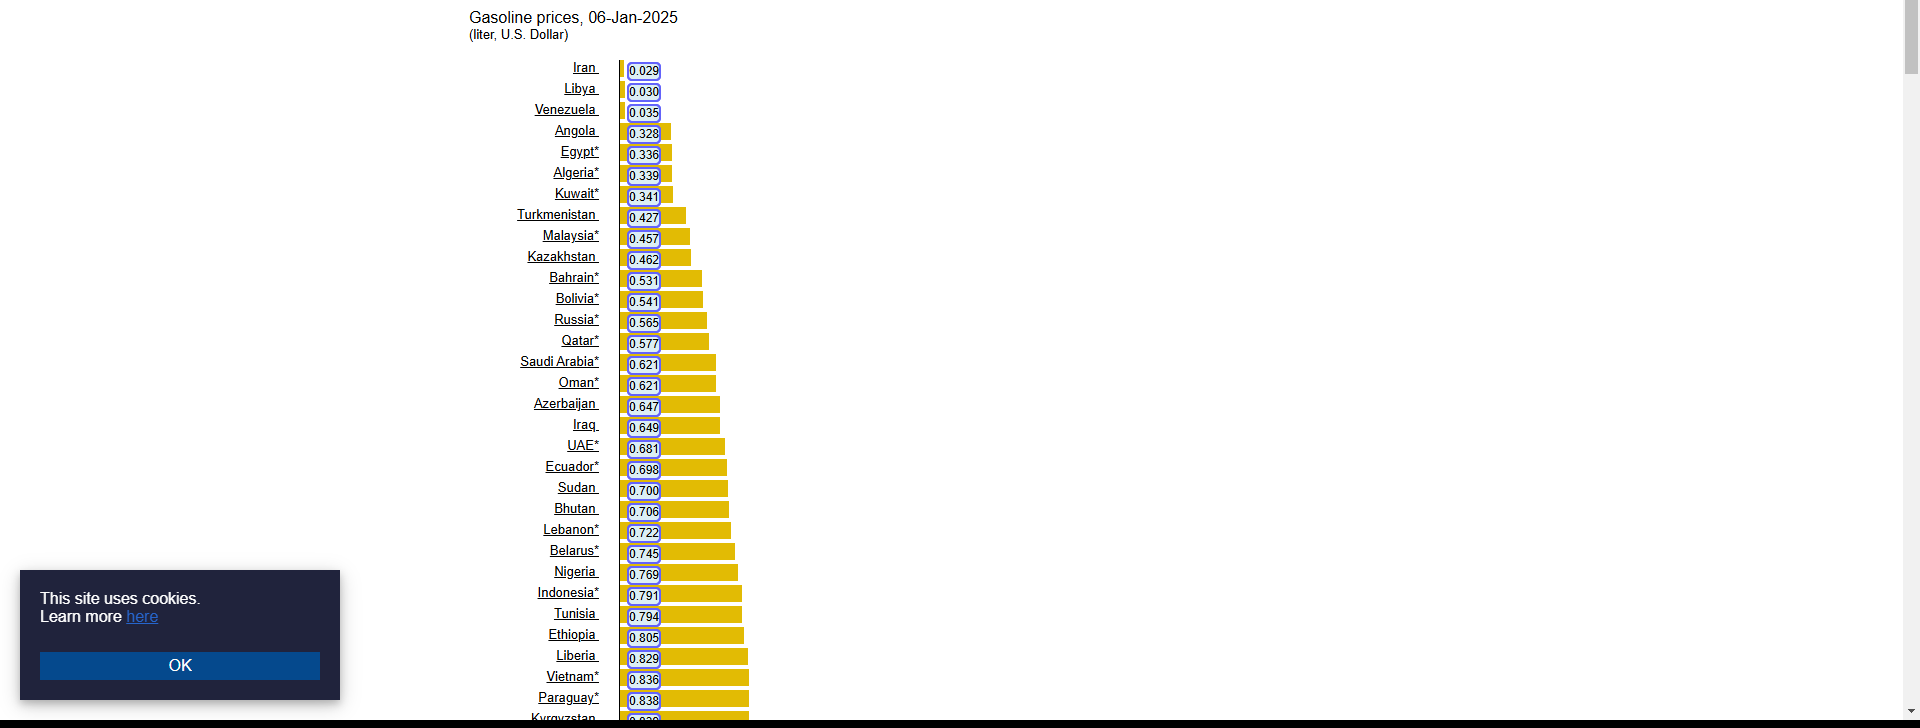 Gasoline prices, 06-Jan-2025
(liter, U.S. Dollar)
Iran 0.029
Libya 0.030
Venezuela 0.035
Angola 0.328
Egypt* 0.336
Algeria* 0.339
Kuwait* 0.341
Turkmenistan 0.427
Malaysia* 0.457
Kazakhstan 0.462
Bahrain* 0.531
Bolivia* 0.541
Russia* 0.565
Qatar* 0.577
Saudi Arabia* 0.621
Oman* 0.621
Azerbaijan 0.647
Iraq 0.649
UAE* 0.681
Ecuador* 0.698
Sudan 0.700
Bhutan 0.706
Lebanon* 0.722
Belarus* 0.745
Nigeria 0.769
Indonesia* 0.791
Tunisia 0.794
Ethiopia 0.805
Liberia 0.829
Vietnam* 0.836
Paraguay* 0.838
Kyrgyzstan
This site uses cookies.
Learn more here
OK